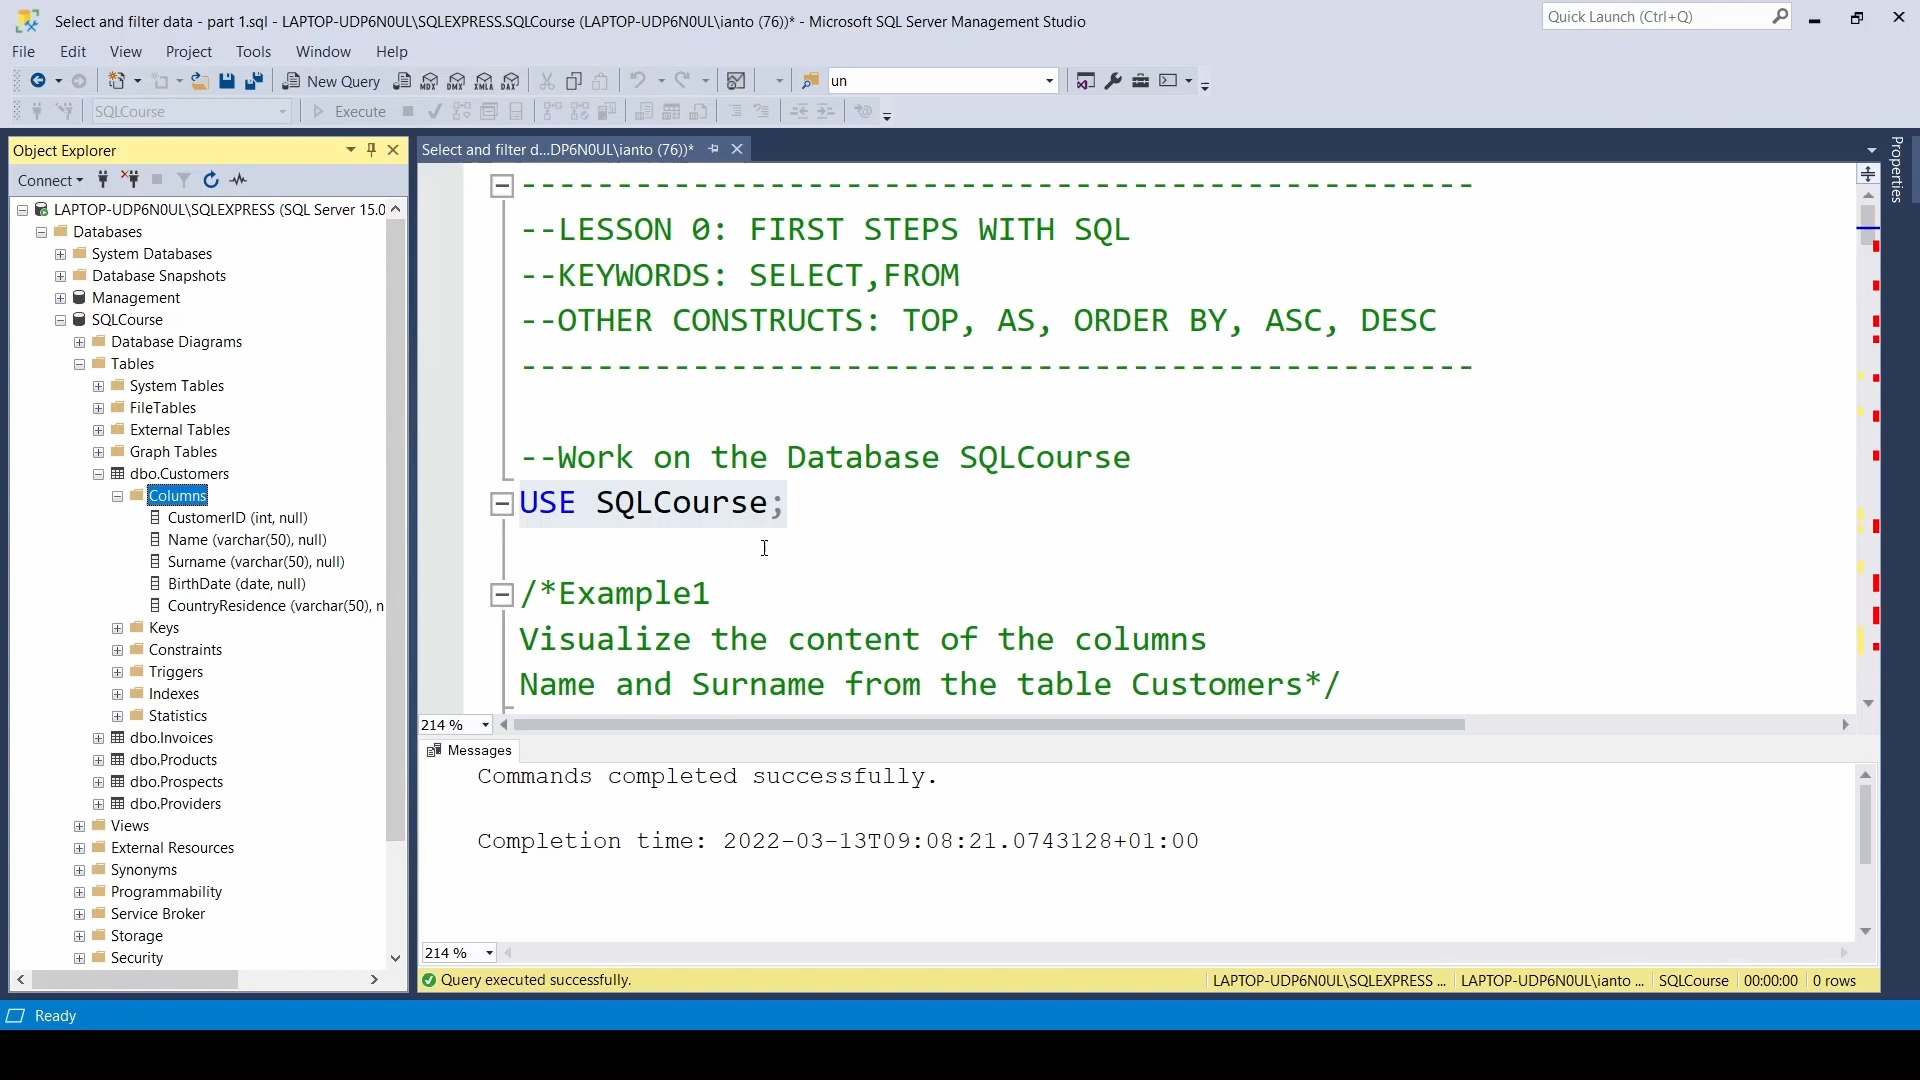 Select and filter data - part 1.sql - LAPTOP-UDP6N0UL\SQLEXPRESS.SQLCourse (LAPTOP-UDP6N0UL\ianto (76))* - Microsoft SQL Server Management Studio
Quick Launch (Ctrl+Q)
File Edit View Project Tools Window Help
New Query MDX DMX XMLA DAX un
SQLCourse Execute
Object Explorer
Connect
LAPTOP-UDP6N0UL\SQLEXPRESS (SQL Server 15.0
Databases
System Databases
Database Snapshots
Management
SQLCourse
Database Diagrams
Tables
System Tables
FileTables
External Tables
Graph Tables
dbo.Customers
Columns
CustomerID (int, null)
Name (varchar(50), null)
Surname (varchar(50), null)
BirthDate (date, null)
CountryResidence (varchar(50), n
Keys
Constraints
Triggers
Indexes
Statistics
dbo.Invoices
dbo.Products
dbo.Prospects
dbo.Providers
Views
External Resources
Synonyms
Programmability
Service Broker
Storage
Security
Select and filter d...DP6N0UL\ianto (76))*
--------------------------------------------------
--LESSON 0: FIRST STEPS WITH SQL
--KEYWORDS: SELECT,FROM
--OTHER CONSTRUCTS: TOP, AS, ORDER BY, ASC, DESC
--------------------------------------------------
--Work on the Database SQLCourse
USE SQLCourse;
/*Example1
Visualize the content of the columns
Name and Surname from the table Customers*/
214 %
Messages
Commands completed successfully.
Completion time: 2022-03-13T09:08:21.0743128+01:00
214 %
Query executed successfully. LAPTOP-UDP6N0UL\SQLEXPRESS ... LAPTOP-UDP6N0UL\ianto ... SQLCourse 00:00:00 0 rows
Properties
Ready